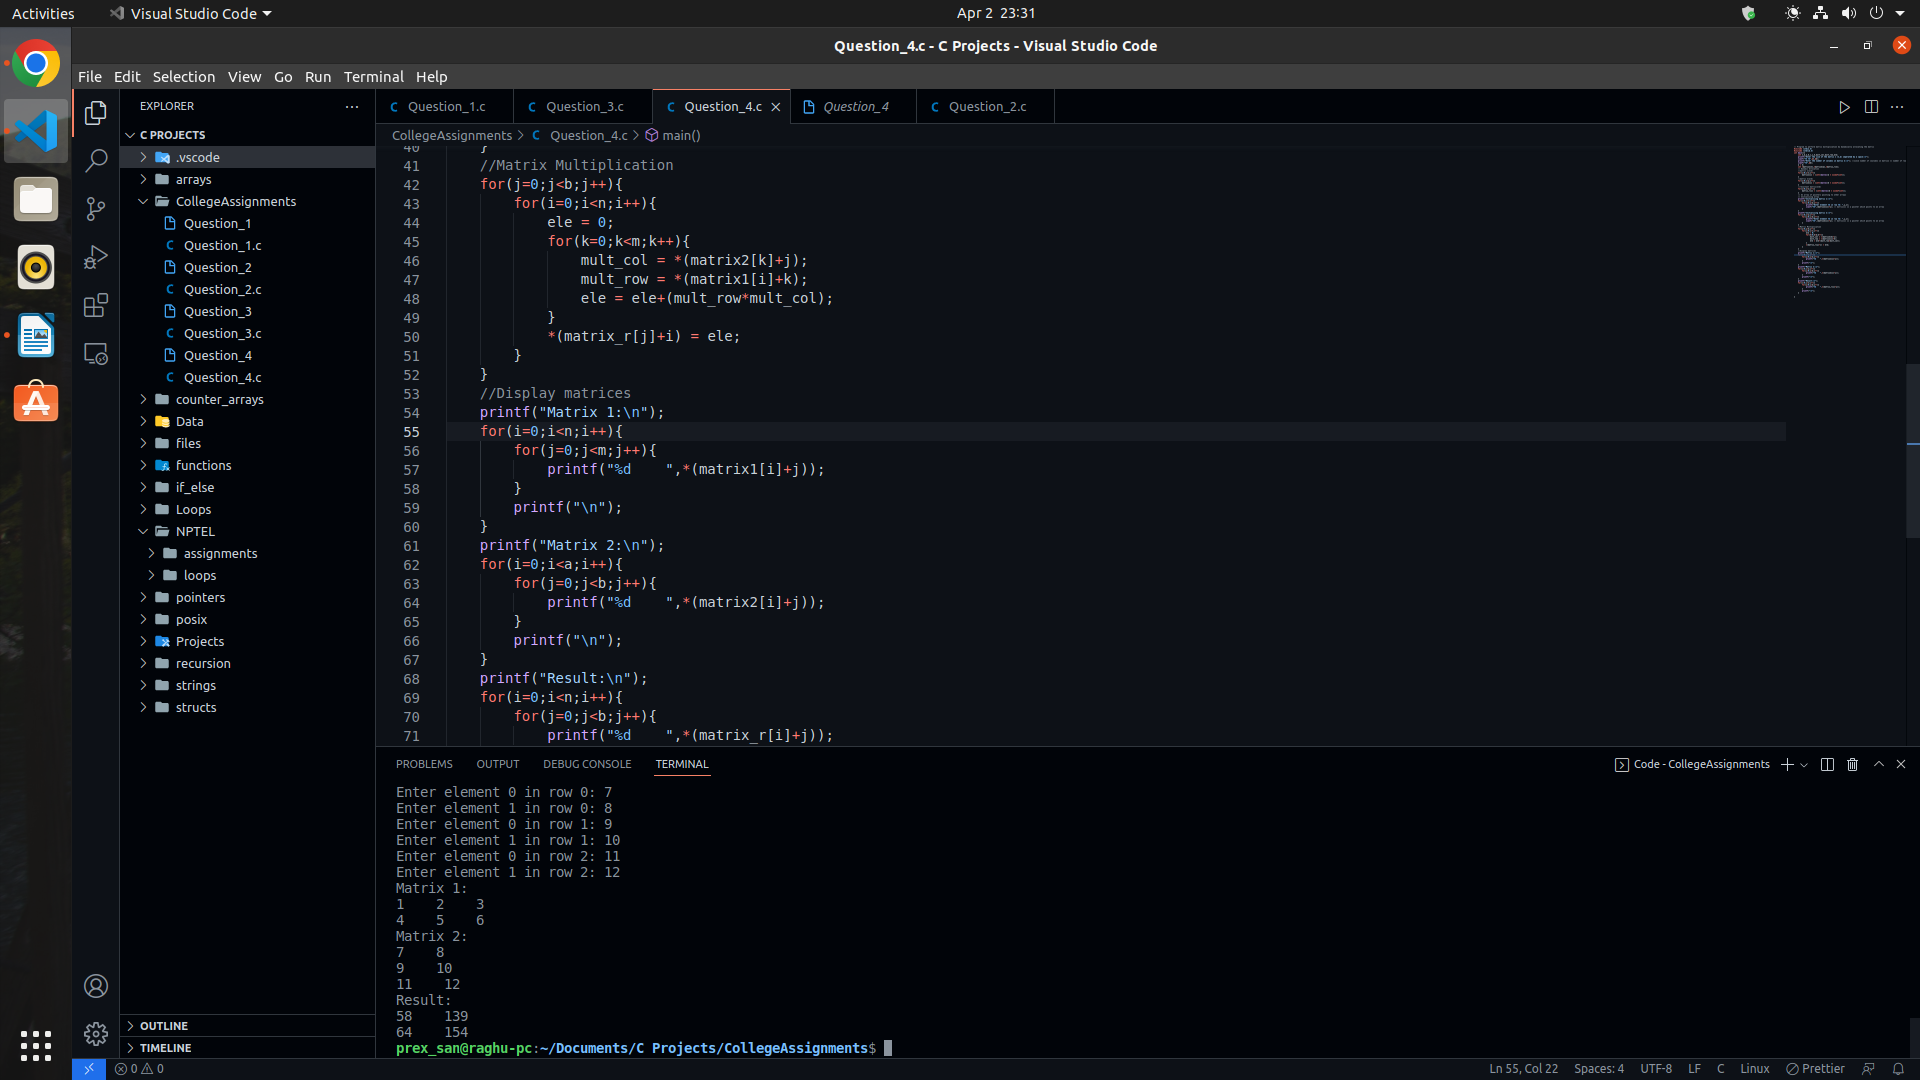 Activities
Visual Studio Code
Apr 2 23:31
Question_4.c - C Projects - Visual Studio Code
File Edit Selection View Go Run Terminal Help
EXPLORER
C PROJECTS
.vscode
arrays
CollegeAssignments
Question_1
Question_1.c
Question_2
Question_2.c
Question_3
Question_3.c
Question_4
Question_4.c
counter_arrays
Data
files
functions
if_else
Loops
NPTEL
assignments
loops
pointers
posix
Projects
recursion
strings
structs
OUTLINE
TIMELINE
Question_1.c
Question_3.c
Question_4.c
Question_4
Question_2.c
CollegeAssignments > C Question_4.c > main()
40 }
41 //Matrix Multiplication
42 for(j=0;j<b;j++){
43 for(i=0;i<n;i++){
44 ele = 0;
45 for(k=0;k<m;k++){
46 mult_col = *(matrix2[k]+j);
47 mult_row = *(matrix1[i]+k);
48 ele = ele+(mult_row*mult_col);
49 }
50 *(matrix_r[j]+i) = ele;
51 }
52 }
53 //Display matrices
54 printf("Matrix 1:\n");
55 for(i=0;i<n;i++){
56 for(j=0;j<m;j++){
57 printf("%d    ",*(matrix1[i]+j));
58 }
59 printf("\n");
60 }
61 printf("Matrix 2:\n");
62 for(i=0;i<a;i++){
63 for(j=0;j<b;j++){
64 printf("%d    ",*(matrix2[i]+j));
65 }
66 printf("\n");
67 }
68 printf("Result:\n");
69 for(i=0;i<n;i++){
70 for(j=0;j<b;j++){
71 printf("%d    ",*(matrix_r[i]+j));
PROBLEMS OUTPUT DEBUG CONSOLE TERMINAL
Code - CollegeAssignments
Enter element 0 in row 0: 7
Enter element 1 in row 0: 8
Enter element 0 in row 1: 9
Enter element 1 in row 1: 10
Enter element 0 in row 2: 11
Enter element 1 in row 2: 12
Matrix 1:
1    2    3
4    5    6
Matrix 2:
7    8
9    10
11    12
Result:
58    139
64    154
prex_san@raghu-pc:~/Documents/C Projects/CollegeAssignments$
0 0
Ln 55, Col 22 Spaces: 4 UTF-8 LF C Linux Prettier